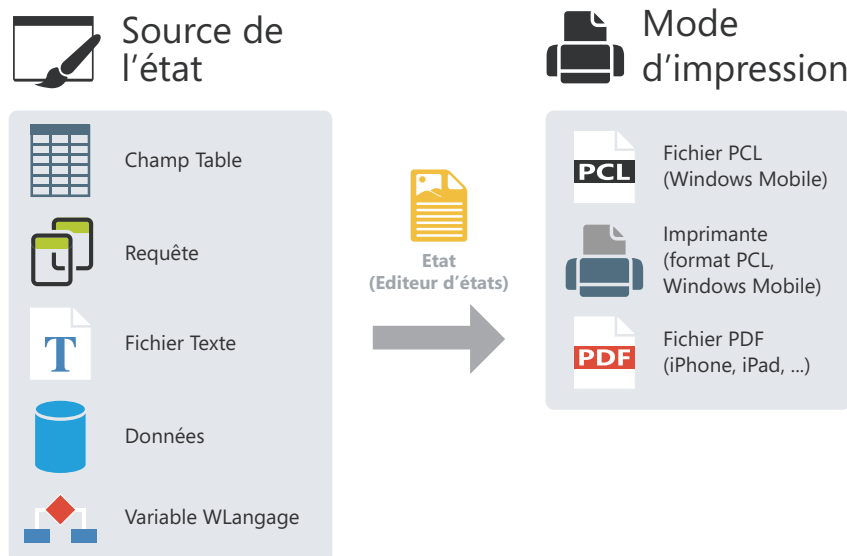 Source de
l'état
Champ Table
Requête
T
Fichier Texte
Données
Variable WLangage
Etat
(Editeur d'états)
Mode
d'impression
PCL
Fichier PCL
(Windows Mobile)
Imprimante
(format PCL,
Windows Mobile)
PDF
Fichier PDF
(iPhone, iPad, ...)